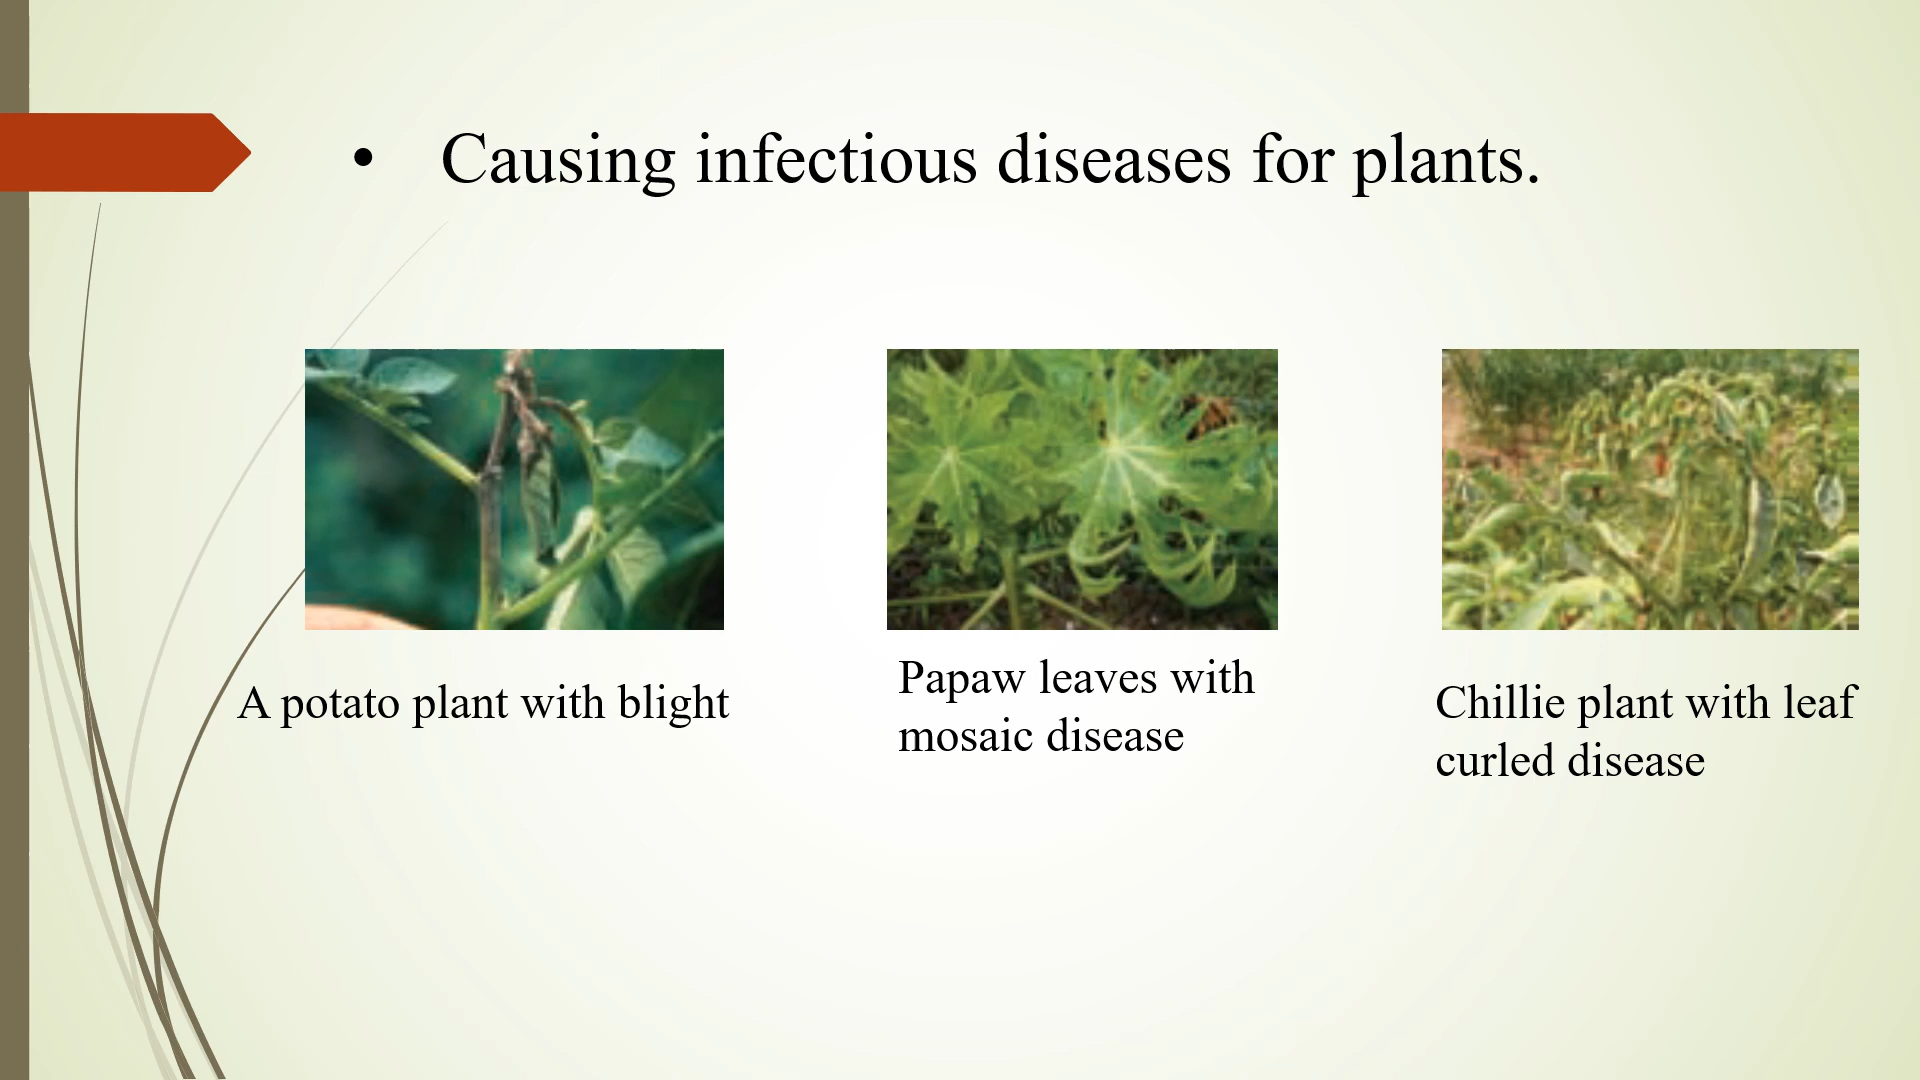 • Causing infectious diseases for plants.
A potato plant with blight
Papaw leaves with
mosaic disease
Chillie plant with leaf
curled disease